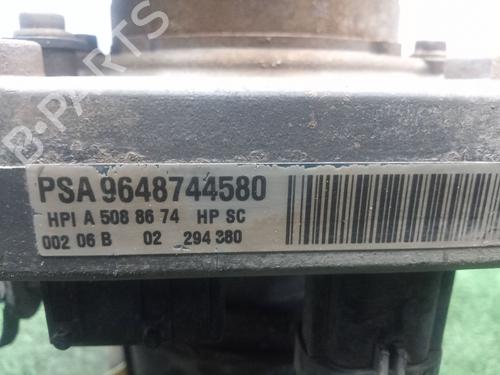 PSA 9648744580
HPI A 508 86 74 HP SC
002 06 B 02 294 380
B-PARTS